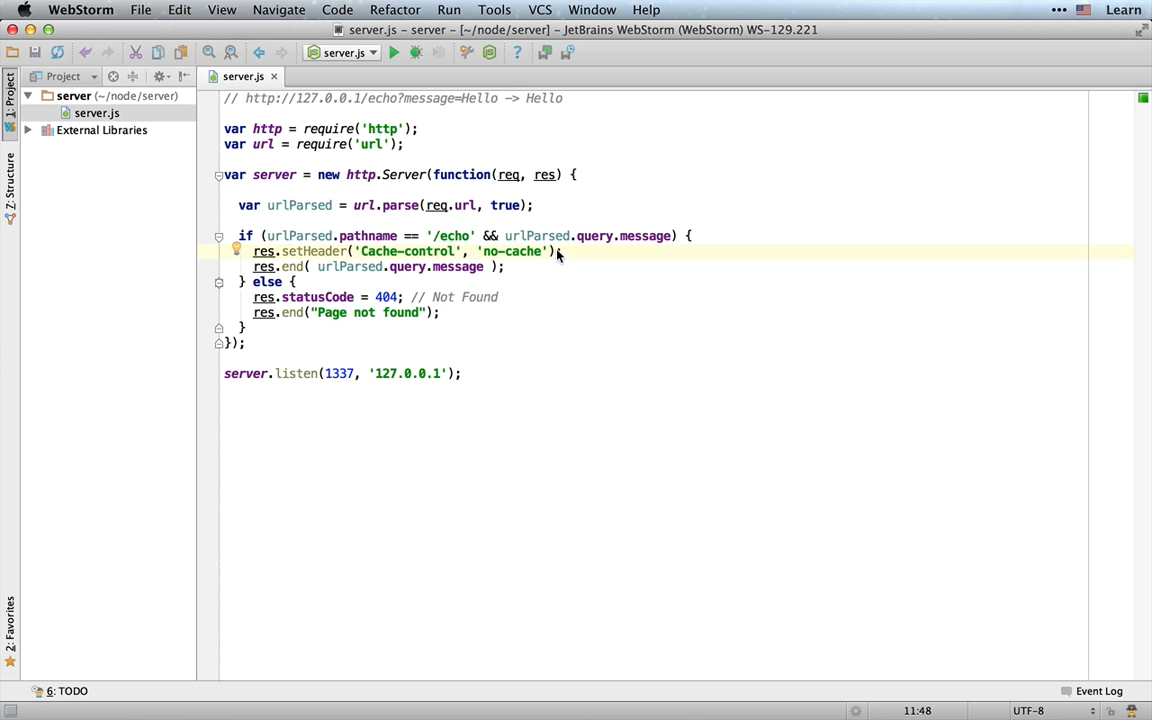 WebStorm File Edit View Navigate Code Refactor Run Tools VCS Window Help ••• Learn
server.js – server – [~/node/server] – JetBrains WebStorm (WebStorm) WS-129.221
server.js
Project server.js
1: Project
server (~/node/server)
server.js
External Libraries
Z: Structure
2: Favorites
// http://127.0.0.1/echo?message=Hello -> Hello
var http = require('http');
var url = require('url');
var server = new http.Server(function(req, res) {
var urlParsed = url.parse(req.url, true);
if (urlParsed.pathname == '/echo' && urlParsed.query.message) {
res.setHeader('Cache-control', 'no-cache');
res.end( urlParsed.query.message );
} else {
res.statusCode = 404; // Not Found
res.end("Page not found");
}
});
server.listen(1337, '127.0.0.1');
6: TODO Event Log
11:48 UTF-8